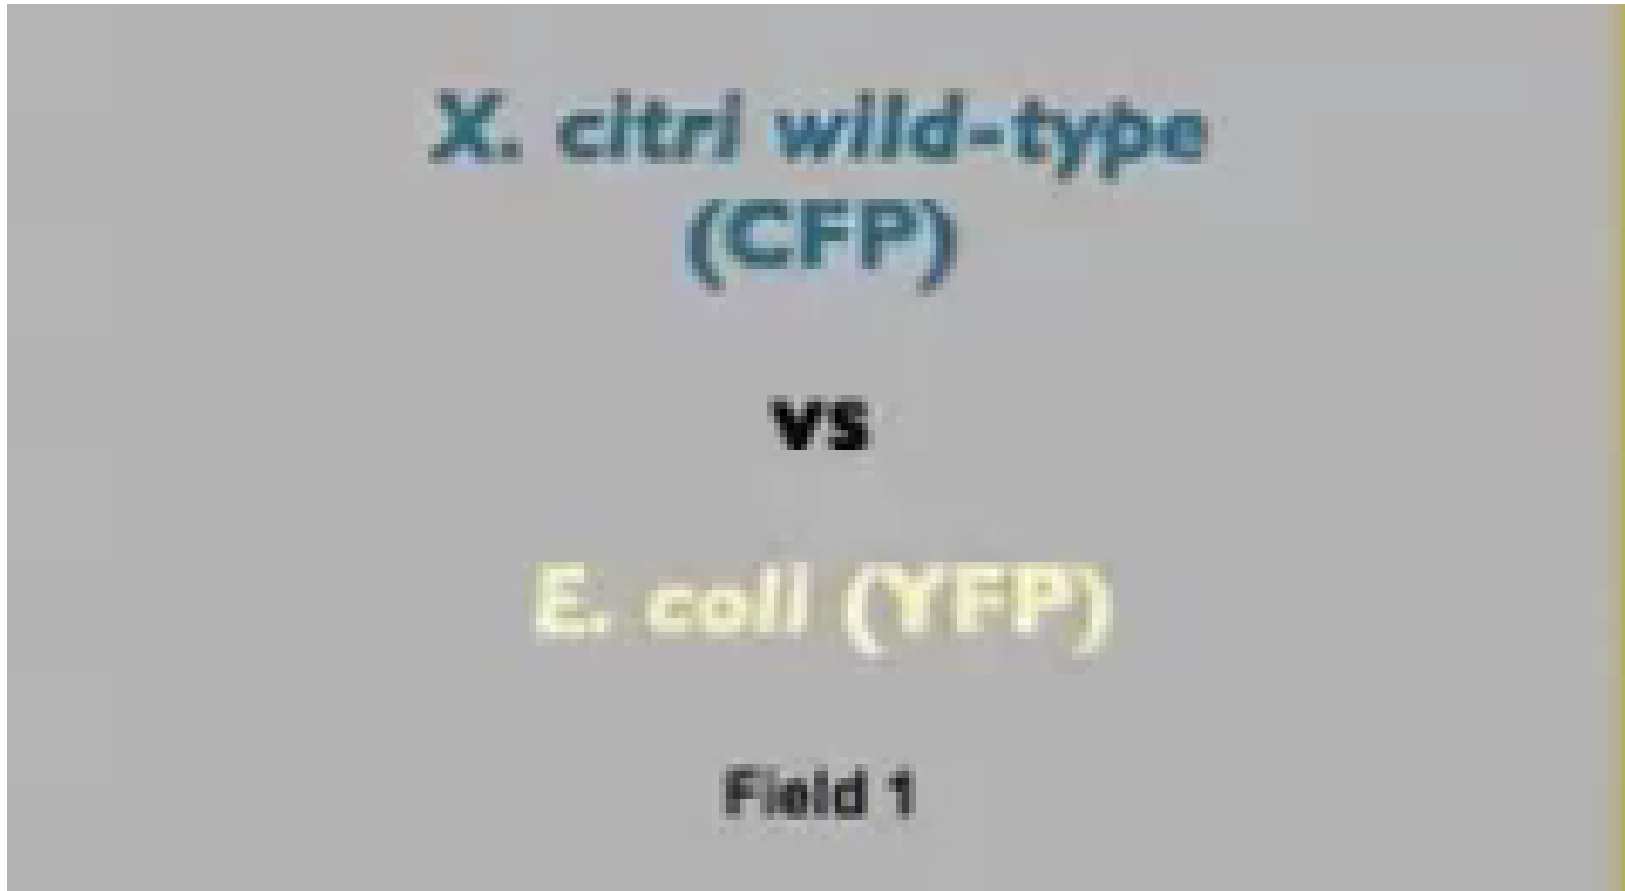 X. citri wild-type
(CFP)
vs
E. coli (YFP)
Field 1